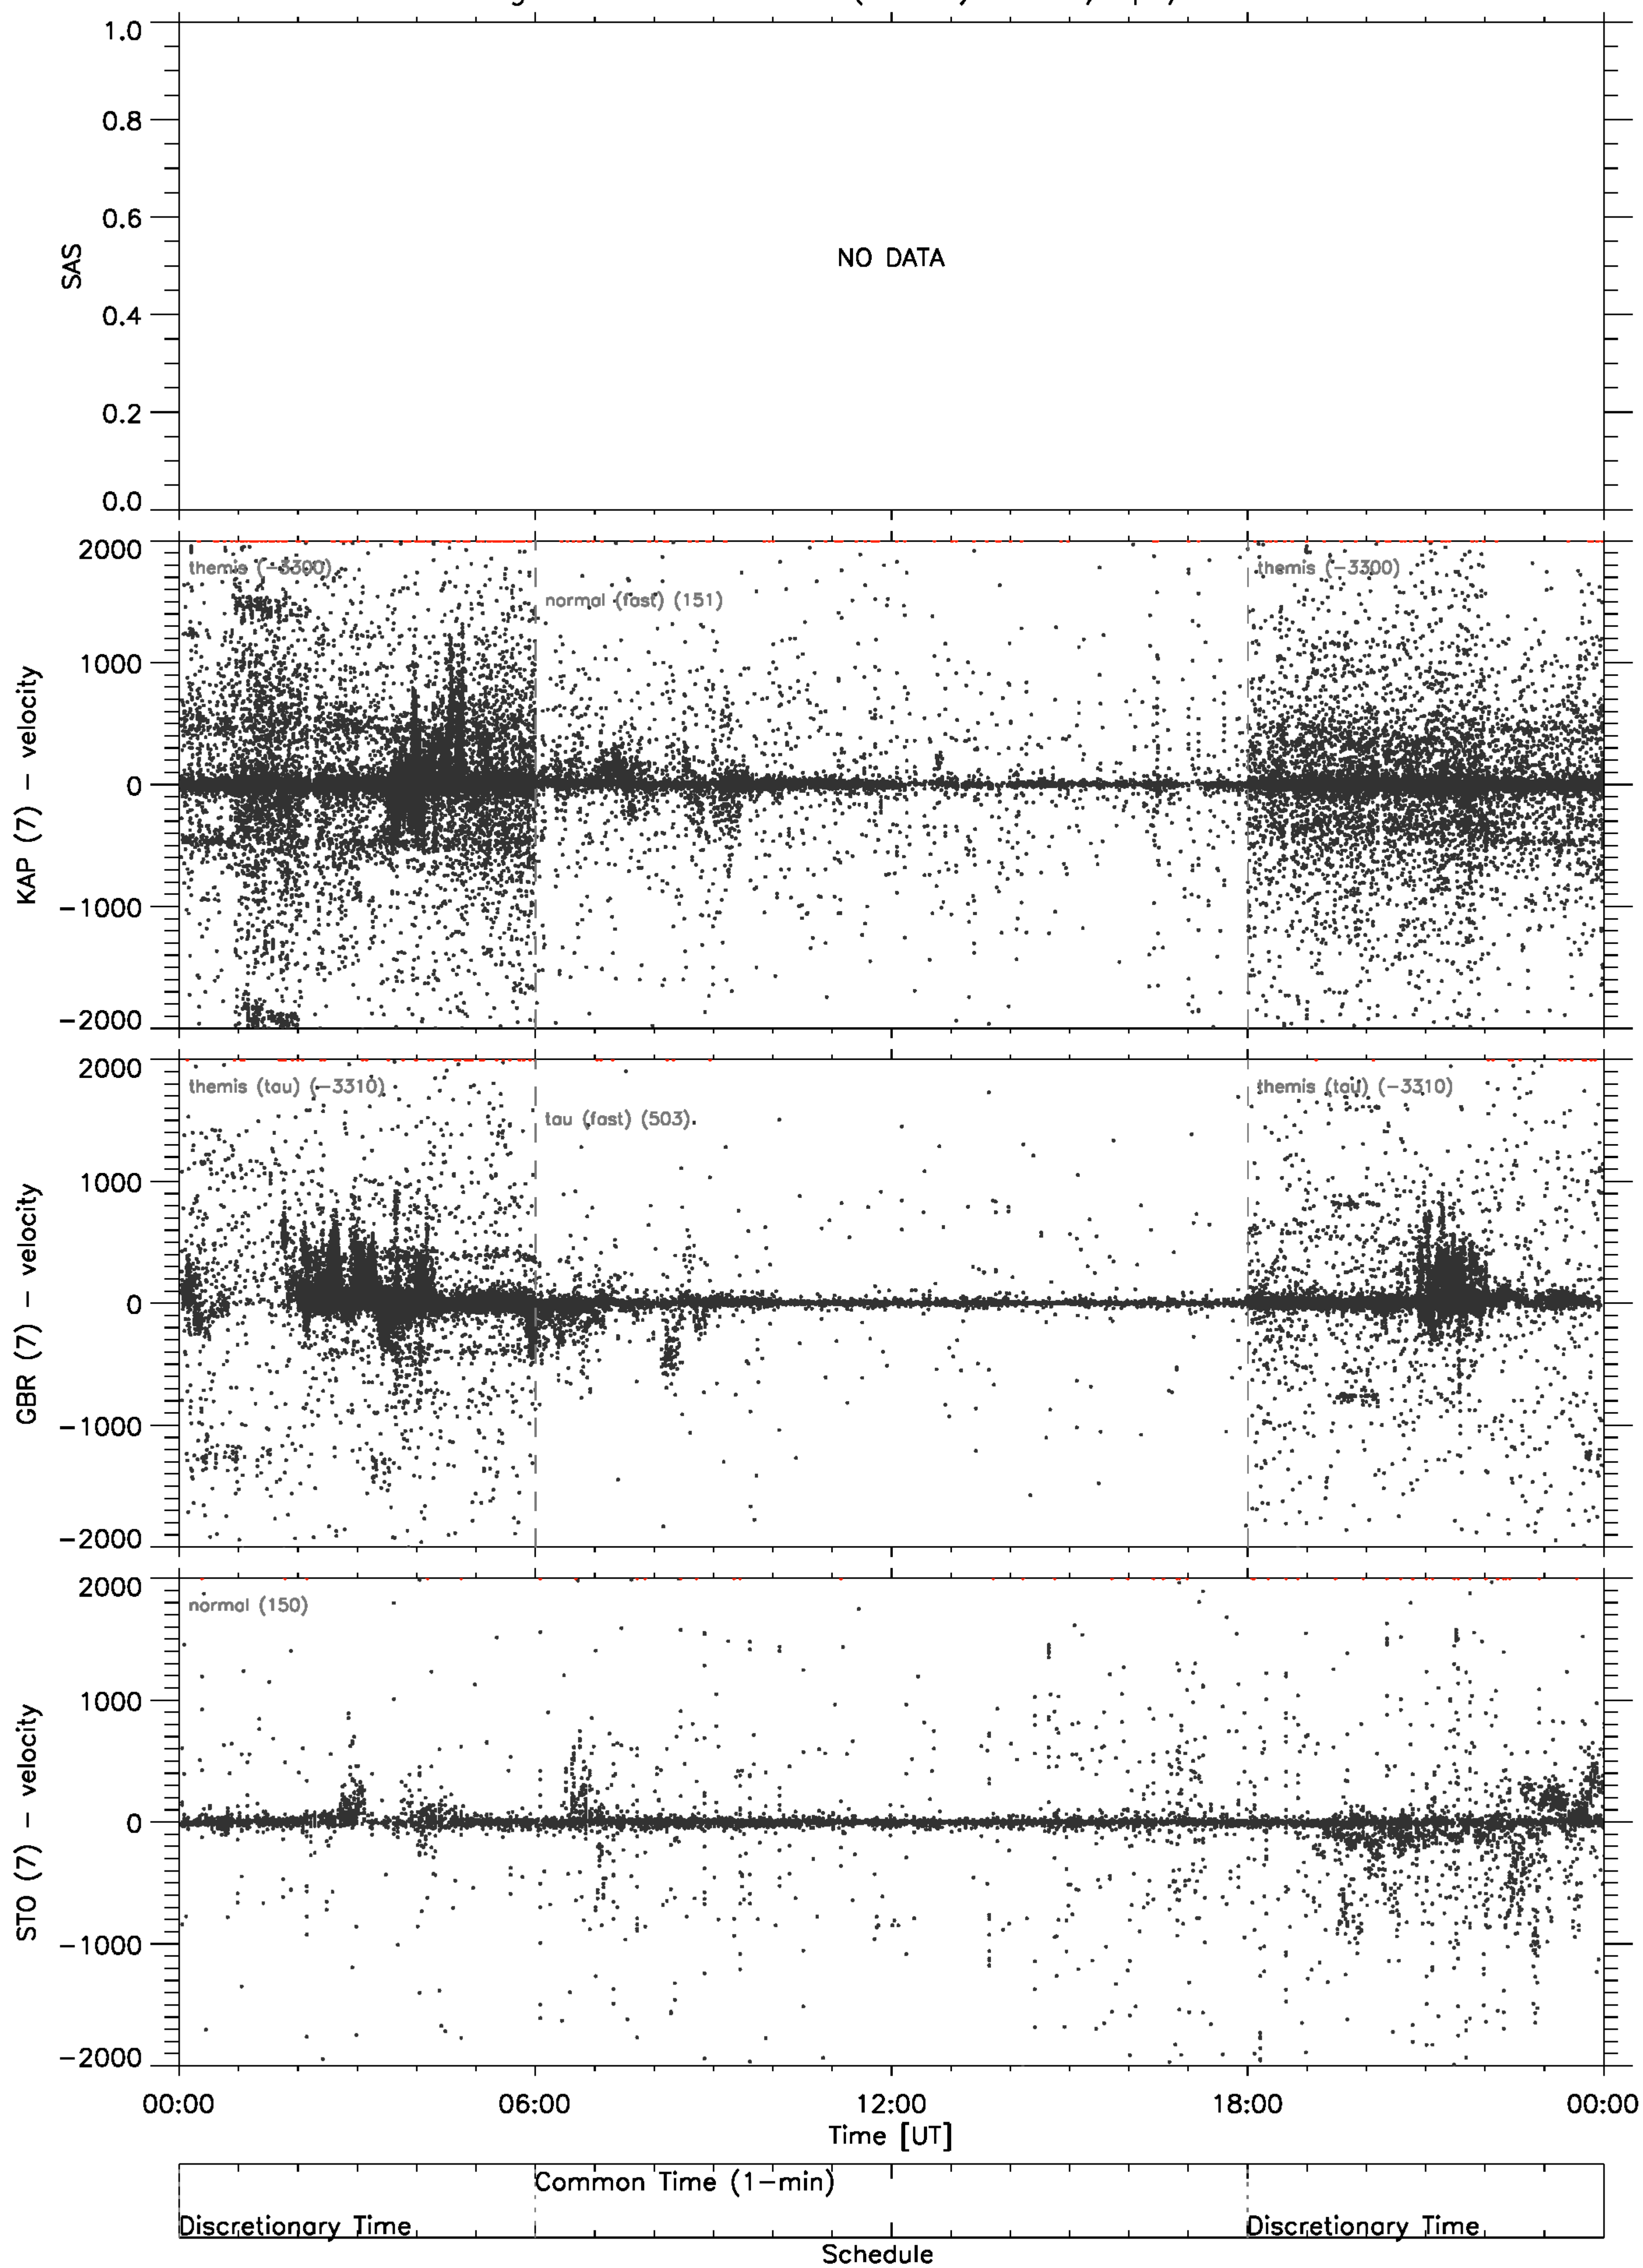 1.0
0.8
0.6
0.4
0.2
0.0
SAS
NO DATA
2000
1000
0
−1000
−2000
KAP (7) − velocity
themis (−3300)
normal (fast) (151)
themis (−3300)
2000
1000
0
−1000
−2000
GBR (7) − velocity
themis (tau) (−3310)
tau (fast) (503)
themis (tau) (−3310)
2000
1000
0
−1000
−2000
STO (7) − velocity
normal (150)
00:00 06:00 12:00 18:00 00:00
Time [UT]
Common Time (1−min)
Discretionary Time Discretionary Time
Schedule